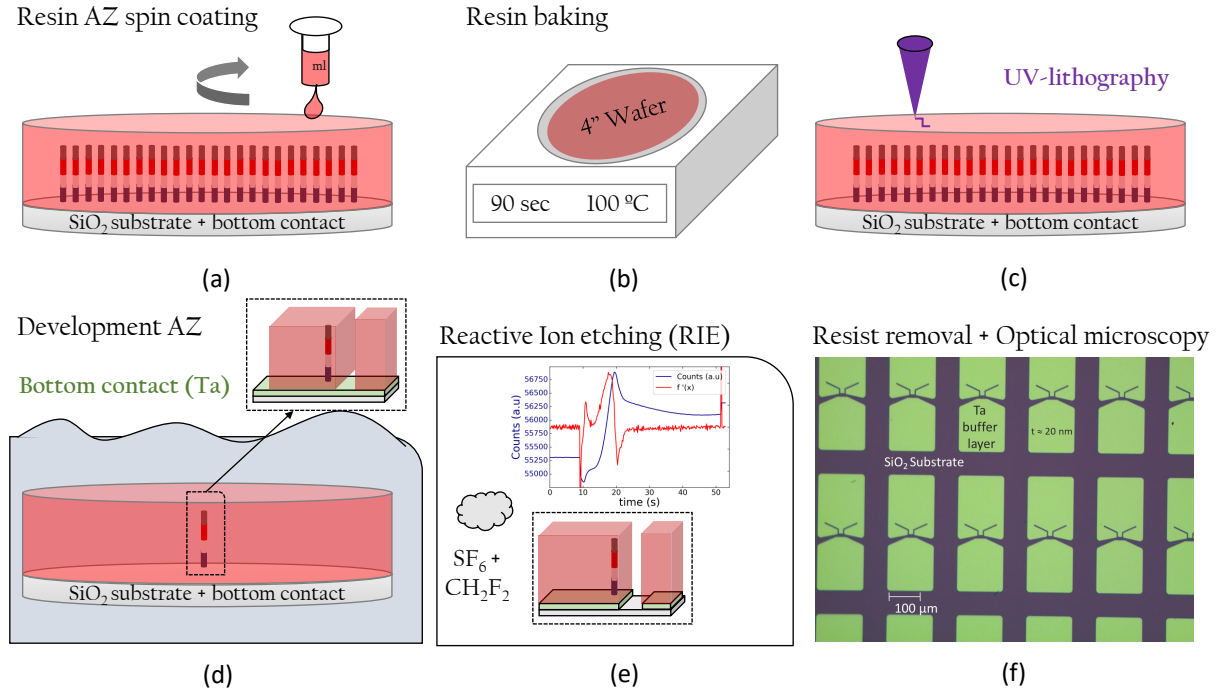 Resin AZ spin coating
ml
SiO₂ substrate + bottom contact
(a)
Resin baking
4” Wafer
90 sec 100 ºC
(b)
UV-lithography
SiO₂ substrate + bottom contact
(c)
Development AZ
Bottom contact (Ta)
SiO₂ substrate + bottom contact
(d)
Reactive Ion etching (RIE)
Counts (a.u)
56750
56500
56250
56000
55750
55500
55250
55000
Counts (a.u)
f '(x)
0 10 20 30 40 50
time (s)
SF₆ +
CH₂F₂
(e)
Resist removal + Optical microscopy
Ta
buffer
layer
t ≈ 20 nm
SiO₂ Substrate
100 μm
(f)